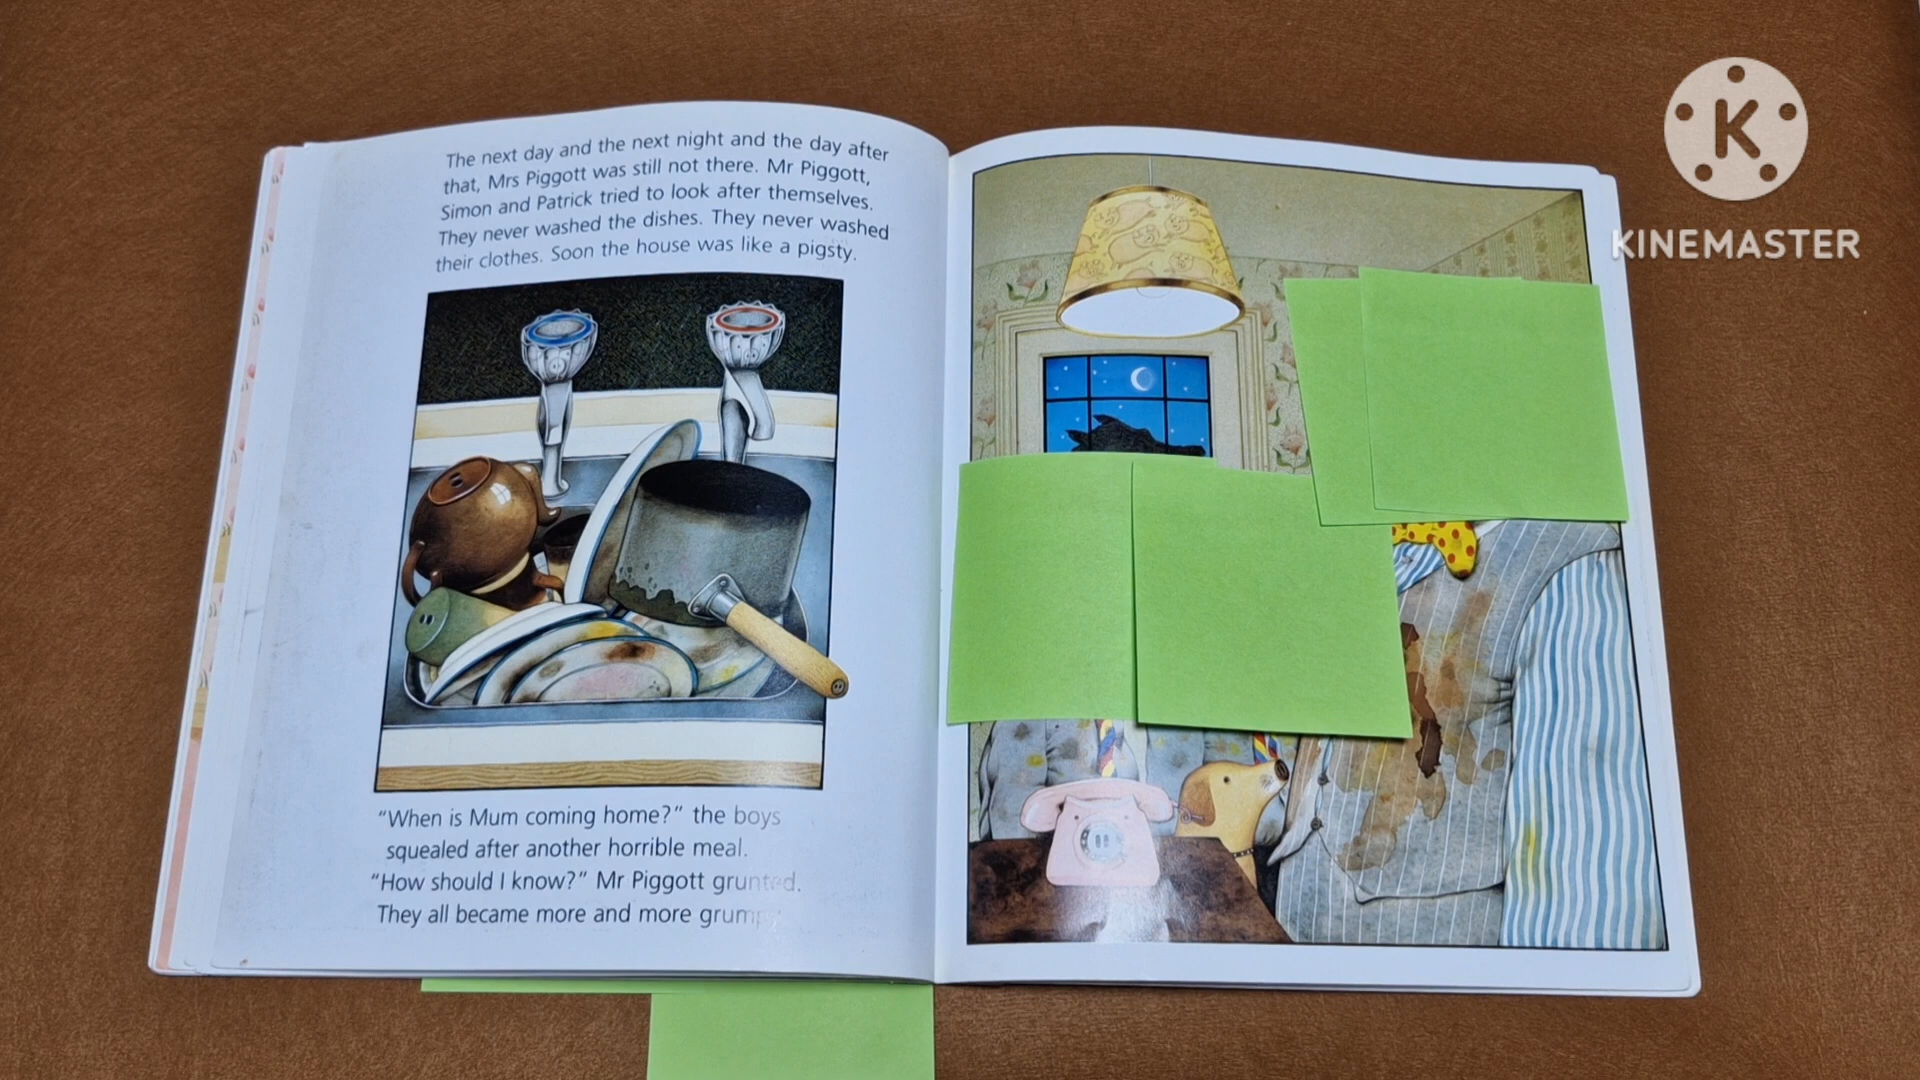 The next day and the next night and the day after
that, Mrs Piggott was still not there. Mr Piggott,
Simon and Patrick tried to look after themselves.
They never washed the dishes. They never washed
their clothes. Soon the house was like a pigsty.
“When is Mum coming home?” the boys
squealed after another horrible meal.
“How should I know?” Mr Piggott grunted.
They all became more and more
K
KINEMASTER